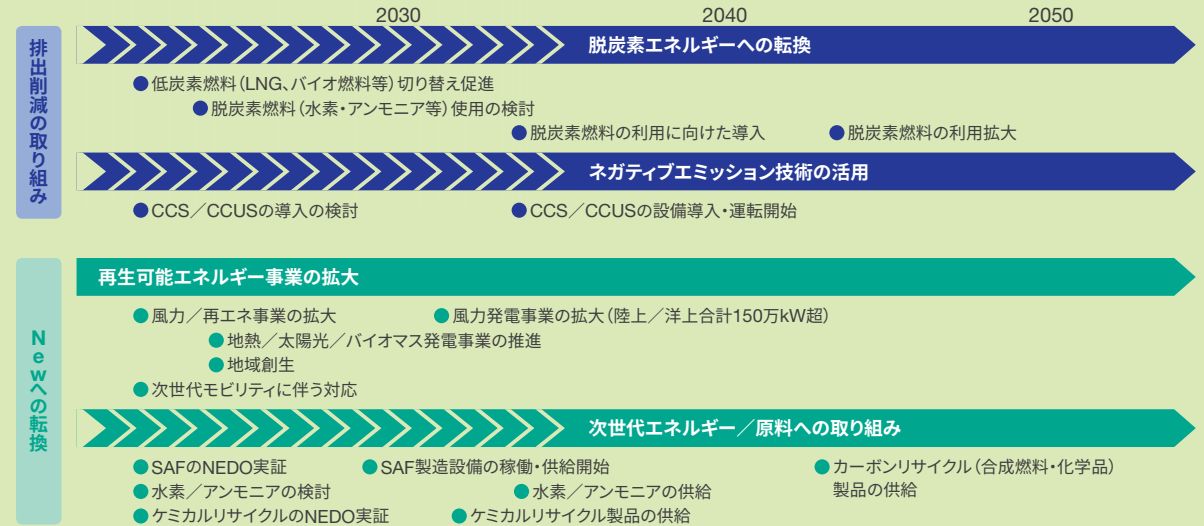 2030 2040 2050
排出削減の取り組み
脱炭素エネルギーへの転換
●低炭素燃料（LNG、バイオ燃料等）切り替え促進
●脱炭素燃料（水素・アンモニア等）使用の検討
●脱炭素燃料の利用に向けた導入 ●脱炭素燃料の利用拡大
ネガティブエミッション技術の活用
●CCS／CCUSの導入の検討 ●CCS／CCUSの設備導入・運転開始
Newへの転換
再生可能エネルギー事業の拡大
●風力／再エネ事業の拡大 ●風力発電事業の拡大（陸上／洋上合計150万kW超）
●地熱／太陽光／バイオマス発電事業の推進
●地域創生
●次世代モビリティに伴う対応
次世代エネルギー／原料への取り組み
●SAFのNEDO実証 ●SAF製造設備の稼働・供給開始 ●カーボンリサイクル（合成燃料・化学品）
製品の供給
●水素／アンモニアの検討 ●水素／アンモニアの供給
●ケミカルリサイクルのNEDO実証 ●ケミカルリサイクル製品の供給